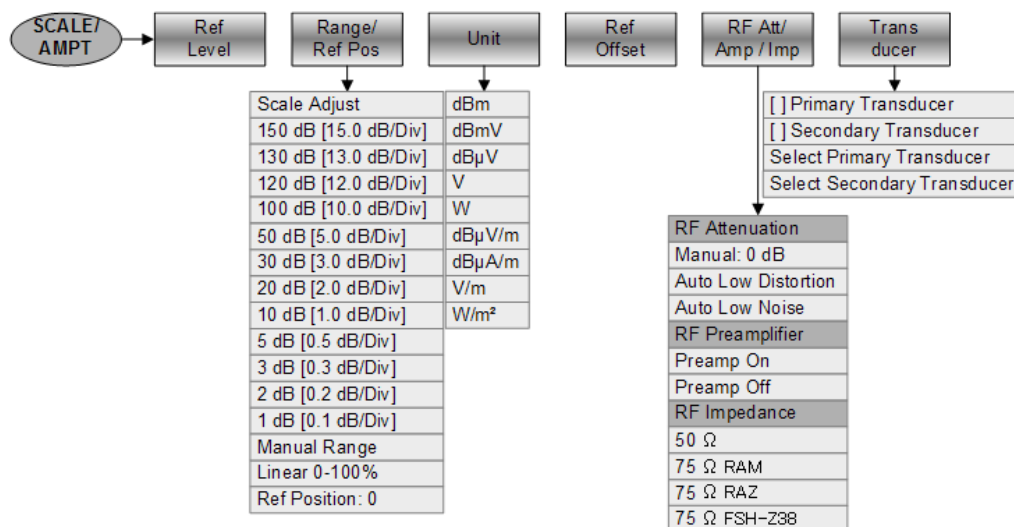 SCALE/
AMPT
Ref
Level
Range/
Ref Pos
Unit
Ref
Offset
RF Att/
Amp / Imp
Trans
ducer
Scale Adjust
150 dB [15.0 dB/Div]
130 dB [13.0 dB/Div]
120 dB [12.0 dB/Div]
100 dB [10.0 dB/Div]
50 dB [5.0 dB/Div]
30 dB [3.0 dB/Div]
20 dB [2.0 dB/Div]
10 dB [1.0 dB/Div]
5 dB [0.5 dB/Div]
3 dB [0.3 dB/Div]
2 dB [0.2 dB/Div]
1 dB [0.1 dB/Div]
Manual Range
Linear 0-100%
Ref Position: 0
dBm
dBmV
dBµV
V
W
dBµV/m
dBµA/m
V/m
W/m²
RF Attenuation
Manual: 0 dB
Auto Low Distortion
Auto Low Noise
RF Preamplifier
Preamp On
Preamp Off
RF Impedance
50 Ω
75 Ω RAM
75 Ω RAZ
75 Ω FSH-Z38
[ ] Primary Transducer
[ ] Secondary Transducer
Select Primary Transducer
Select Secondary Transducer